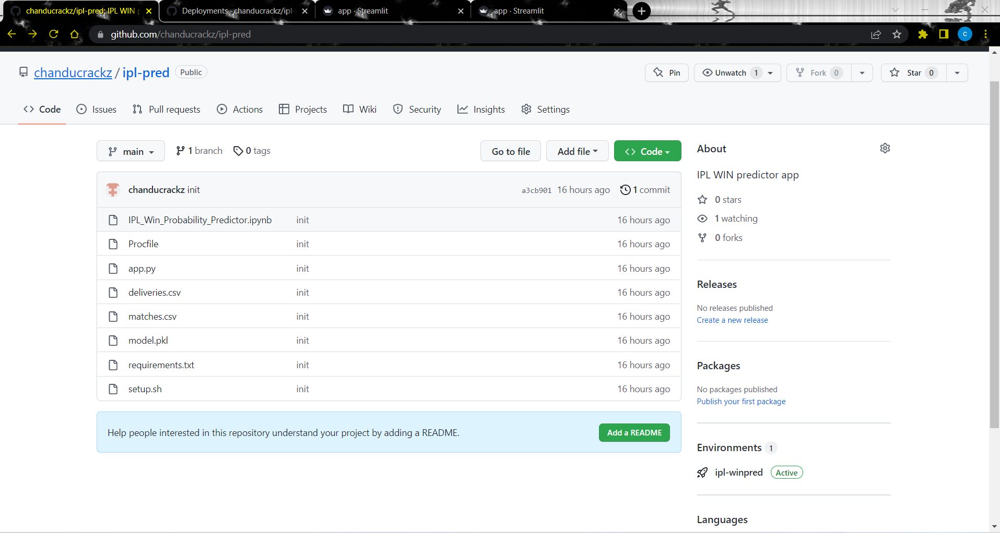 chanducrackz/ipl-pred: IPL WIN p
Deployments · chanducrackz/ipl-
app · Streamlit
app · Streamlit
github.com/chanducrackz/ipl-pred
C
chanducrackz / ipl-pred Public
Pin
Unwatch 1
Fork 0
Star 0
Code Issues Pull requests Actions Projects Wiki Security Insights Settings
main 1 branch 0 tags
Go to file Add file Code
chanducrackz init a3cb901 16 hours ago 1 commit
IPL_Win_Probability_Predictor.ipynb init 16 hours ago
Procfile init 16 hours ago
app.py init 16 hours ago
deliveries.csv init 16 hours ago
matches.csv init 16 hours ago
model.pkl init 16 hours ago
requirements.txt init 16 hours ago
setup.sh init 16 hours ago
Help people interested in this repository understand your project by adding a README.
Add a README
About
IPL WIN predictor app
0 stars
1 watching
0 forks
Releases
No releases published
Create a new release
Packages
No packages published
Publish your first package
Environments 1
ipl-winpred Active
Languages